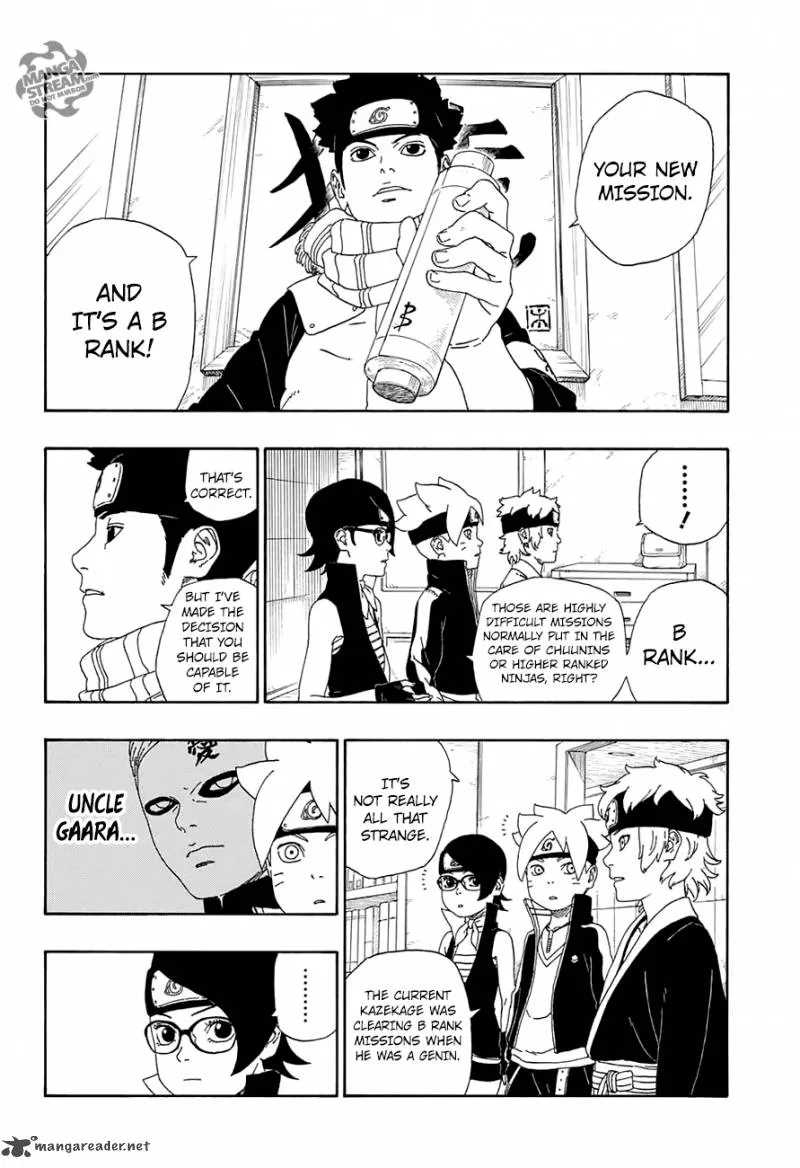 MANGA
STREAM.com
DO NOT MIRROR
YOUR NEW
MISSION.
AND
IT'S A B
RANK!
B
........!
B
RANK...
THOSE ARE HIGHLY
DIFFICULT MISSIONS
NORMALLY PUT IN THE
CARE OF CHUUNINS
OR HIGHER RANKED
NINJAS, RIGHT?
THAT'S
CORRECT.
BUT I'VE
MADE THE
DECISION
THAT YOU
SHOULD BE
CAPABLE
OF IT.
IT'S
NOT REALLY
ALL THAT
STRANGE.
THE CURRENT
KAZEKAGE WAS
CLEARING B RANK
MISSIONS WHEN
HE WAS A GENIN.
愛
UNCLE
GAARA...
........
mangareader.net